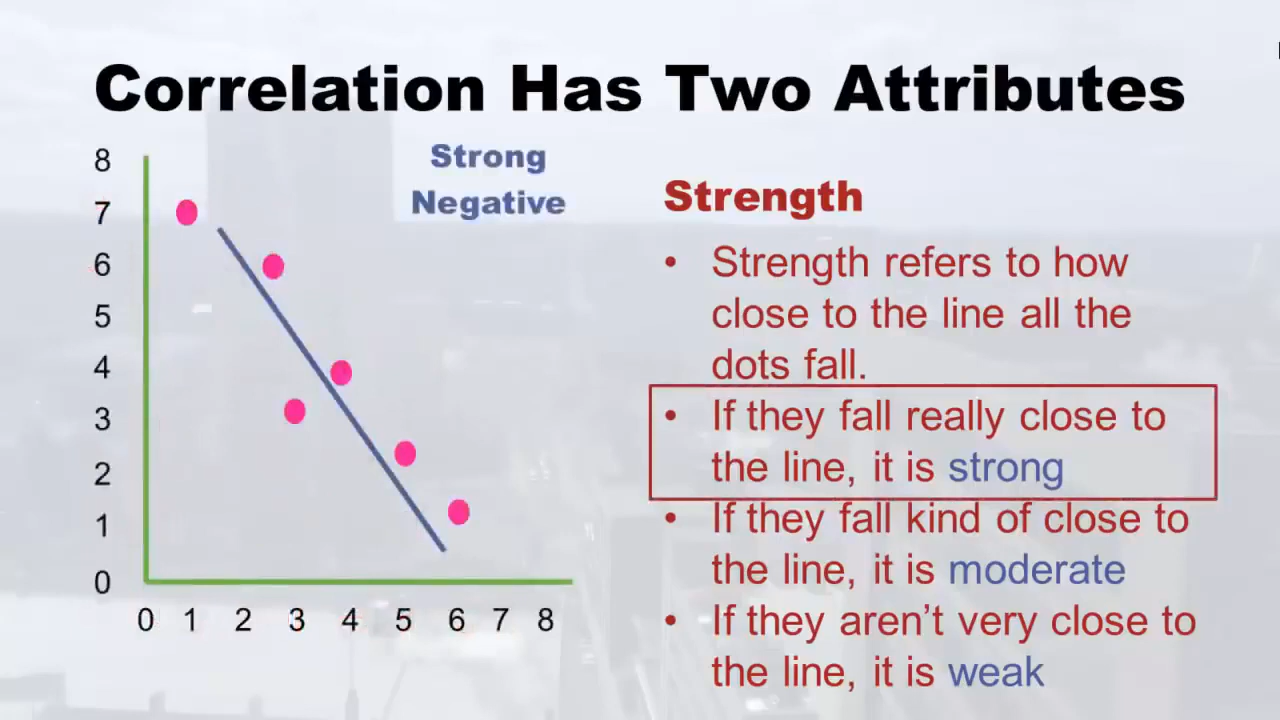 Correlation Has Two Attributes
8
7
6
5
4
3
2
1
0
0 1 2 3 4 5 6 7 8
Strong
Negative
Strength
• Strength refers to how
close to the line all the
dots fall.
• If they fall really close to
the line, it is strong
• If they fall kind of close to
the line, it is moderate
• If they aren’t very close to
the line, it is weak